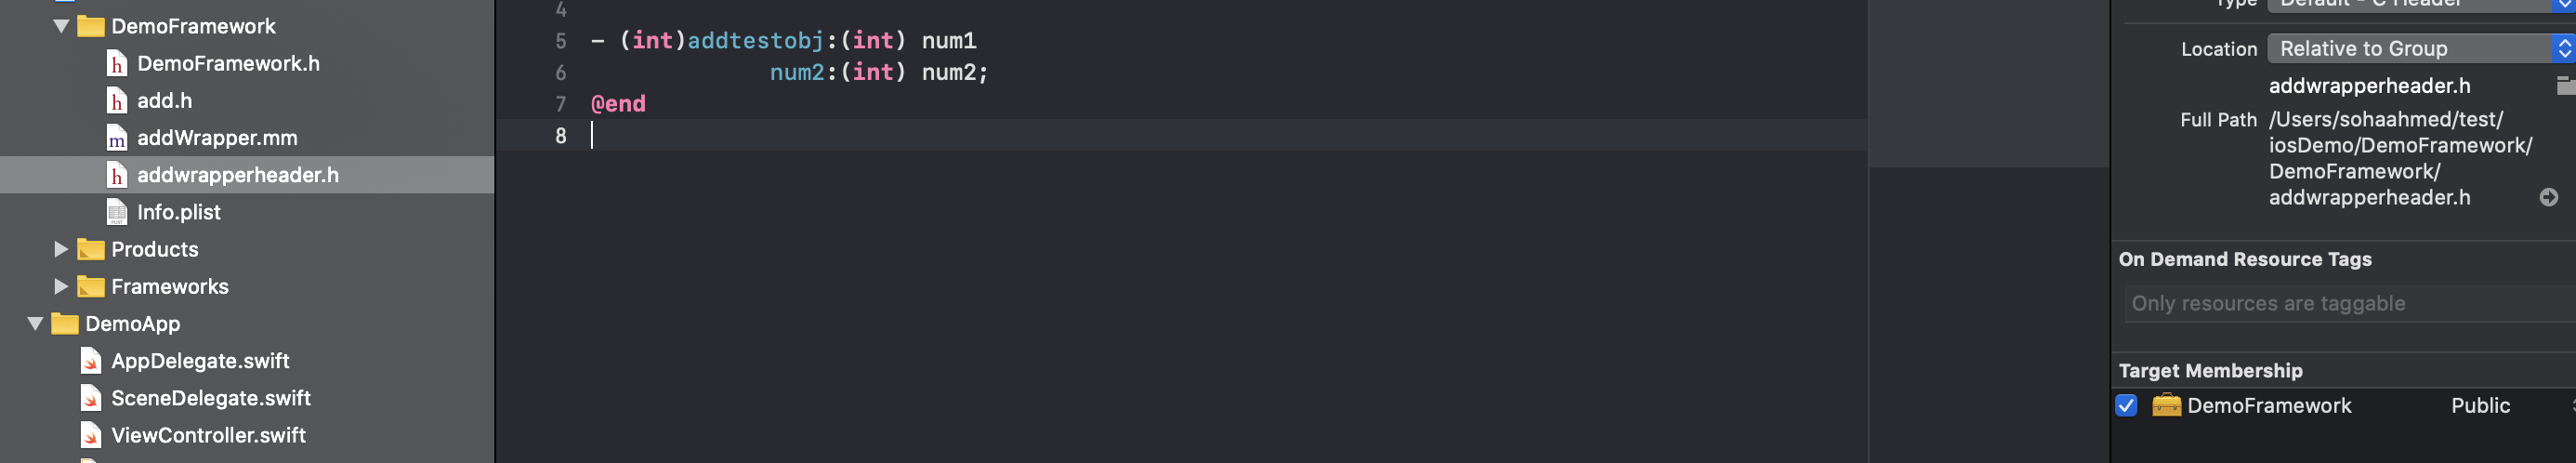 DemoFramework
DemoFramework.h
add.h
addWrapper.mm
addwrapperheader.h
Info.plist
Products
Frameworks
DemoApp
AppDelegate.swift
SceneDelegate.swift
ViewController.swift
4
5 - (int)addtestobj:(int) num1
6 num2:(int) num2;
7 @end
8
Type Default - C Header
Location Relative to Group
addwrapperheader.h
Full Path /Users/sohaahmed/test/
iosDemo/DemoFramework/
DemoFramework/
addwrapperheader.h
On Demand Resource Tags
Only resources are taggable
Target Membership
DemoFramework Public